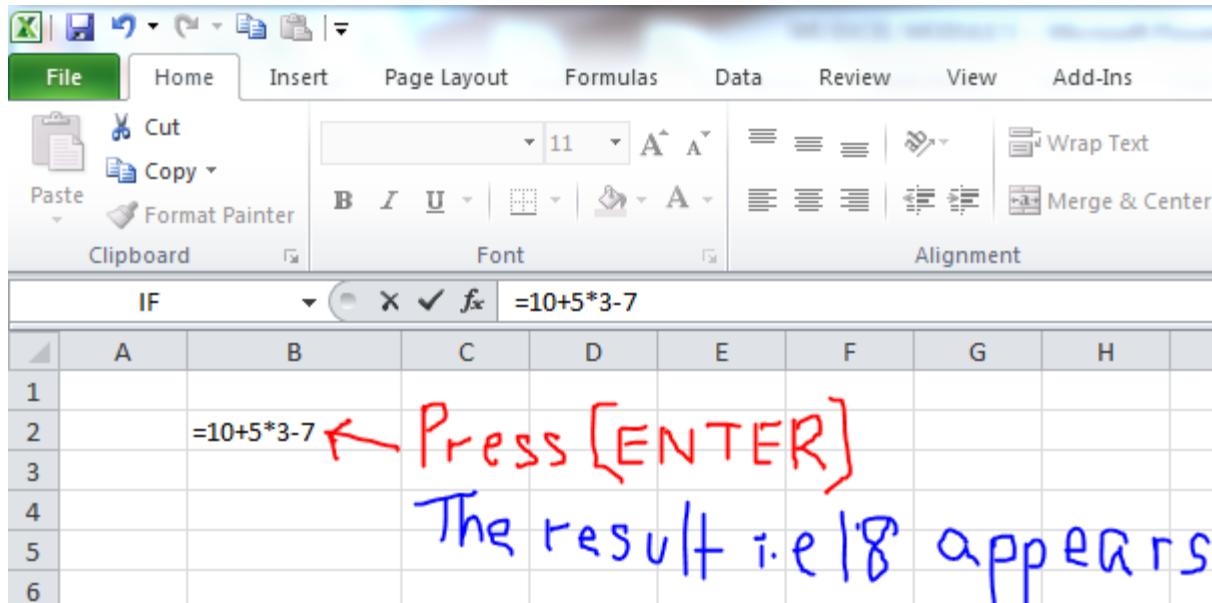 File Home Insert Page Layout Formulas Data Review View Add-Ins
Cut
Copy
Paste
Format Painter
11 A A
Wrap Text
B I U A
Merge & Center
Clipboard Font Alignment
IF fx =10+5*3-7
A B C D E F G H
1
2 =10+5*3-7 Press [ENTER]
3
4
5 The result i.e 18 appears
6